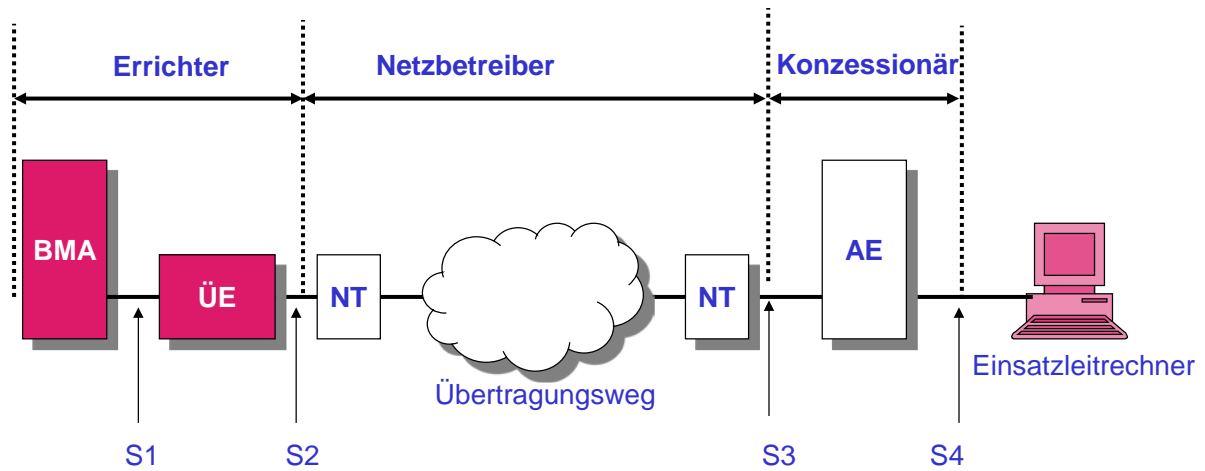 Errichter
Netzbetreiber
Konzessionär
BMA
ÜE
NT
NT
AE
Übertragungsweg
Einsatzleitrechner
S1
S2
S3
S4